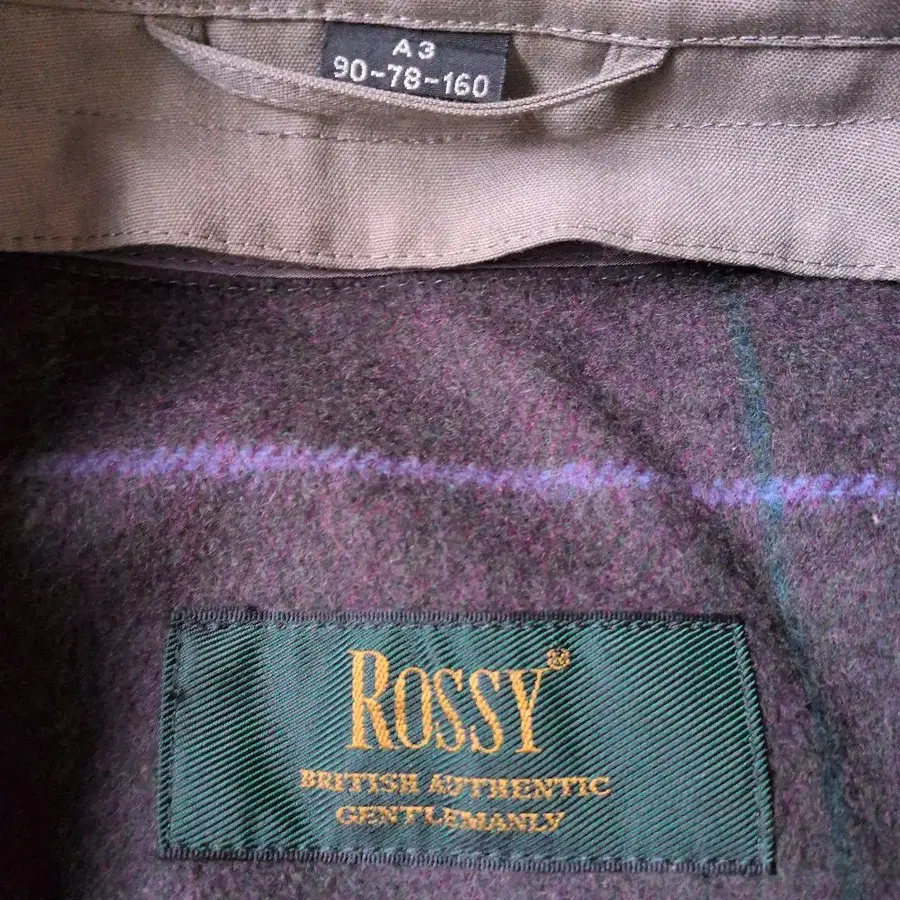 A3
90-78-160
ROSSY®
BRITISH AUTHENTIC
GENTLEMANLY